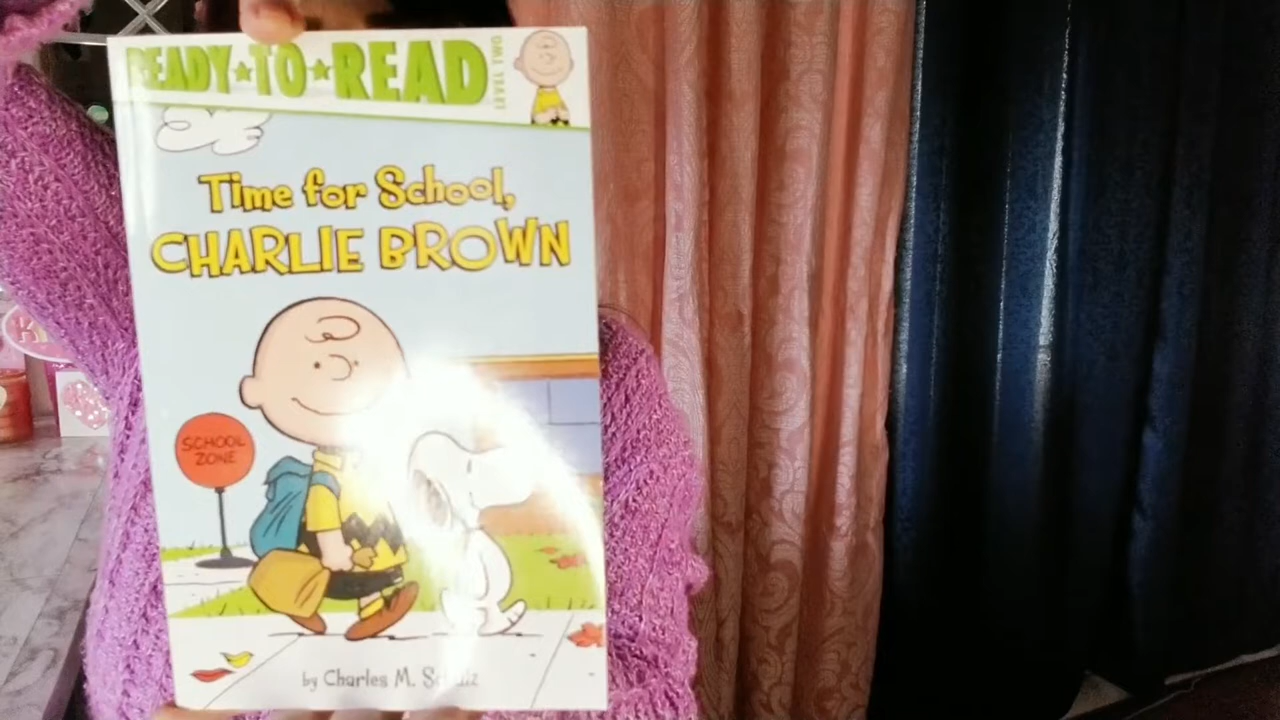 READY★TO★READ
LEVEL TWO
Time for School,
CHARLIE BROWN
SCHOOL
ZONE
by Charles M.